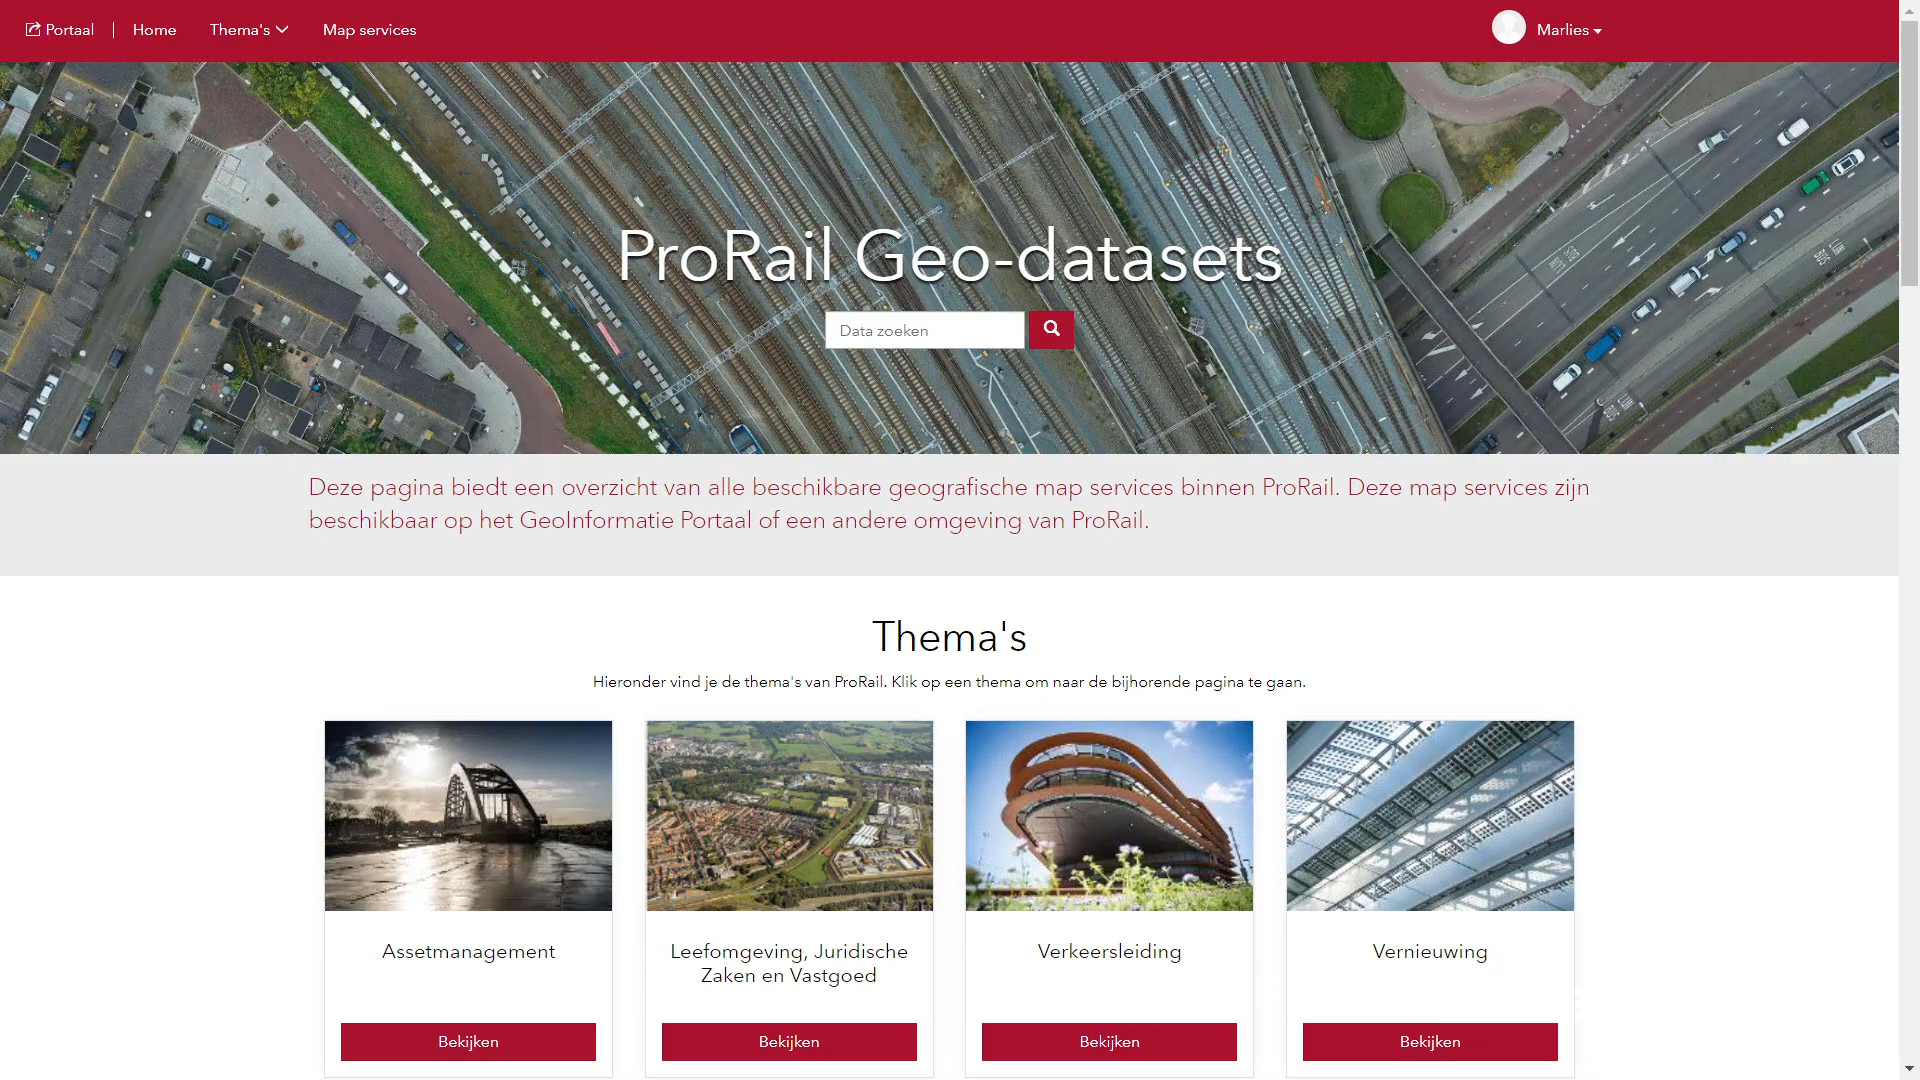 Portaal | Home Thema's Map services Marlies
ProRail Geo-datasets
Data zoeken
Deze pagina biedt een overzicht van alle beschikbare geografische map services binnen ProRail. Deze map services zijn
beschikbaar op het GeoInformatie Portaal of een andere omgeving van ProRail.
Thema's
Hieronder vind je de thema's van ProRail. Klik op een thema om naar de bijhorende pagina te gaan.
Assetmanagement
Leefomgeving, Juridische
Zaken en Vastgoed
Verkeersleiding
Vernieuwing
Bekijken Bekijken Bekijken Bekijken